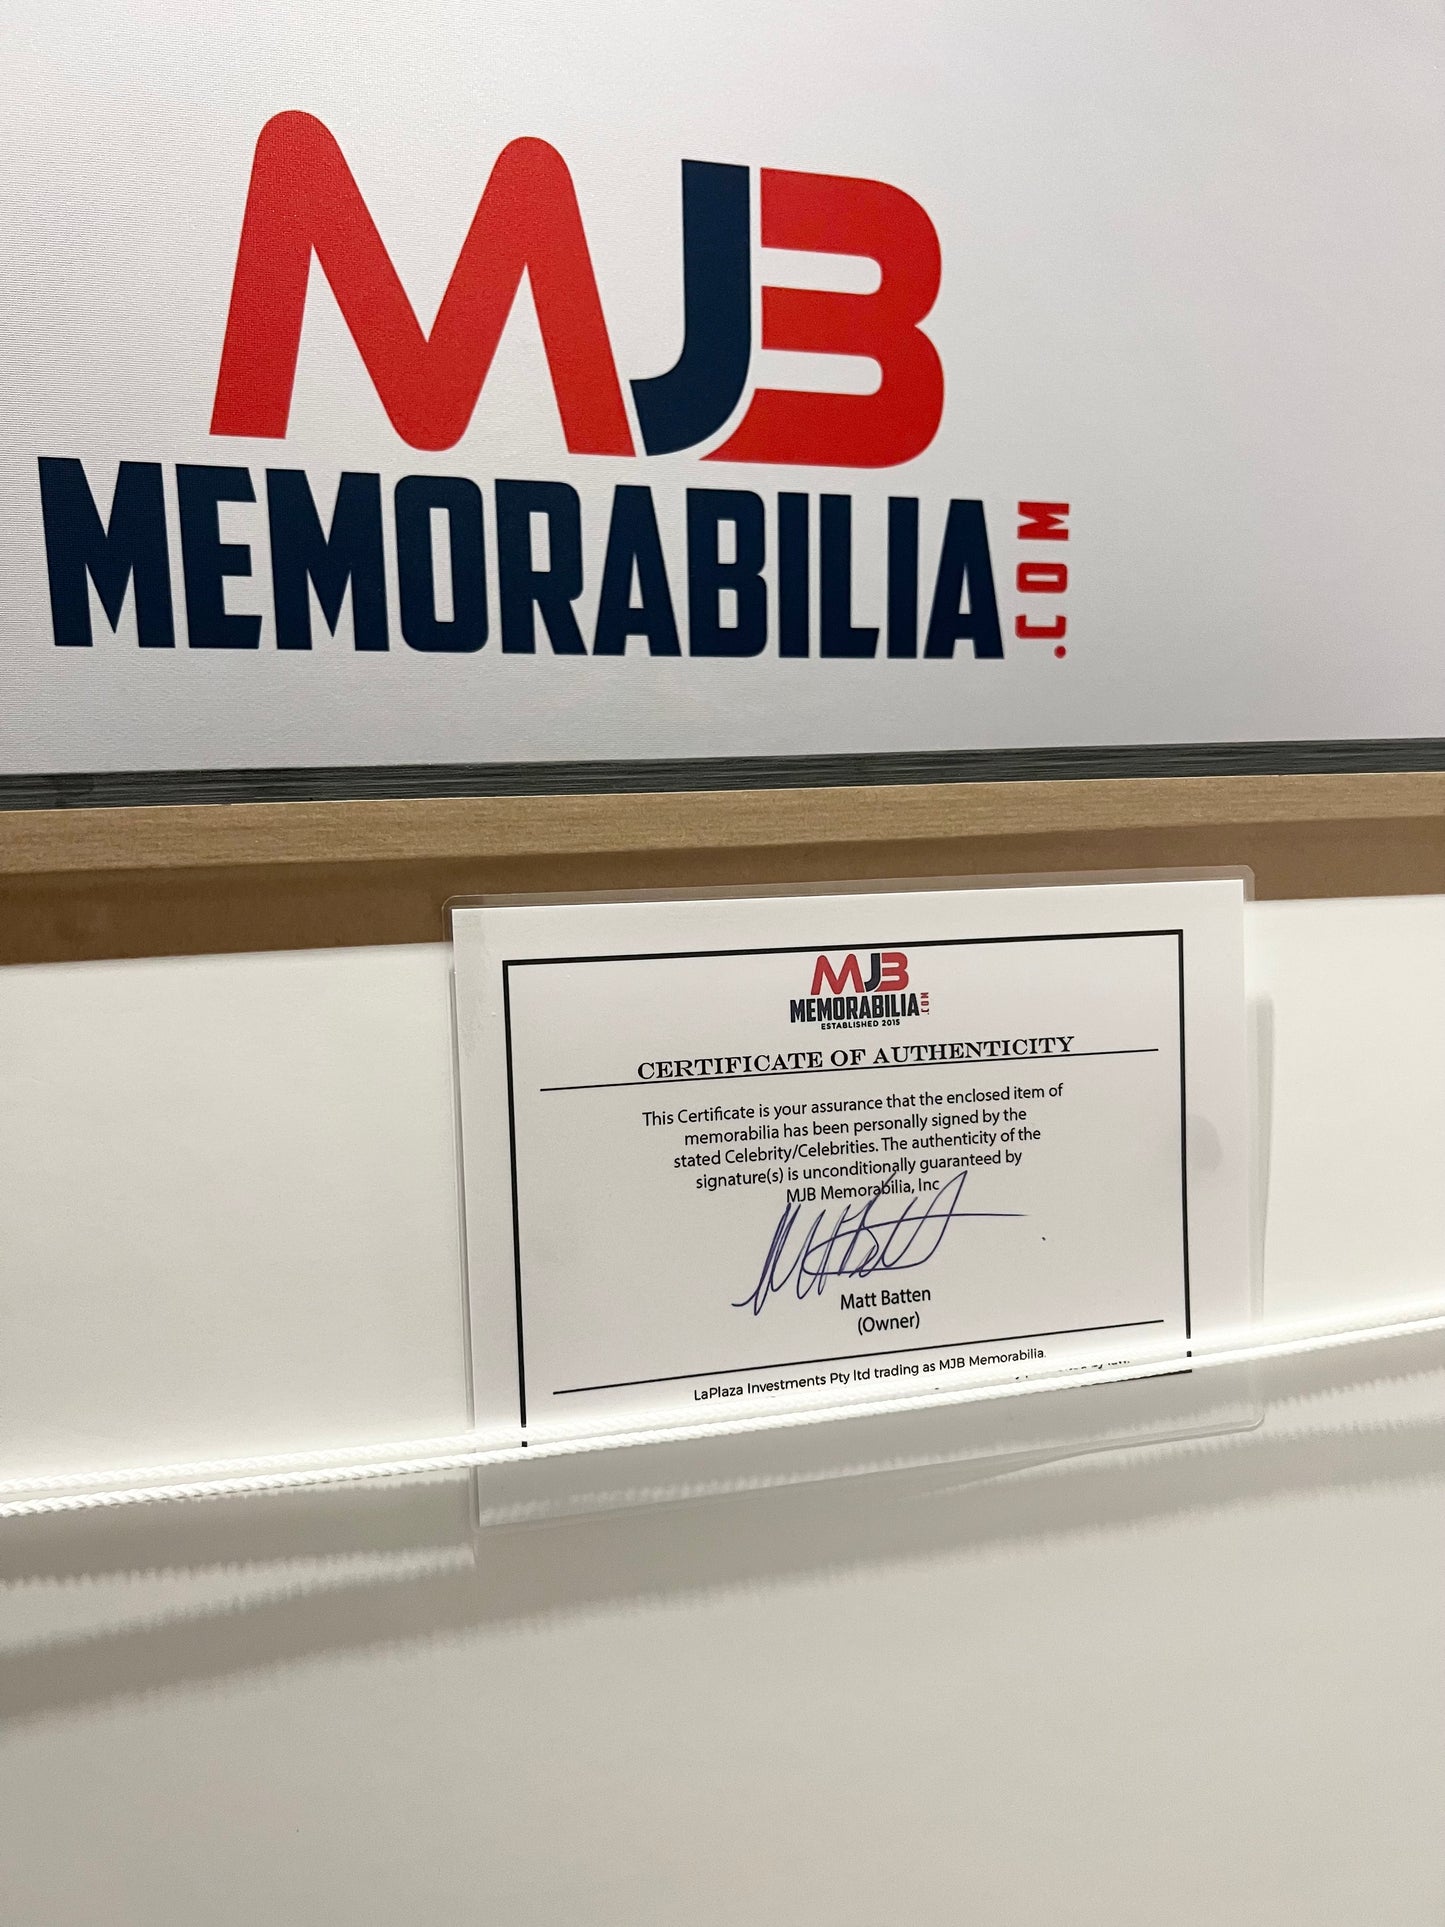 MJB
MEMORABILIA.COM
MJB
MEMORABILIA.COM
ESTABLISHED 2015
CERTIFICATE OF AUTHENTICITY
This Certificate is your assurance that the enclosed item of
memorabilia has been personally signed by the
stated Celebrity/Celebrities. The authenticity of the
signature(s) is unconditionally guaranteed by
MJB Memorabilia, Inc
Matt Batten
(Owner)
LaPlaza Investments Pty ltd trading as MJB Memorabilia.